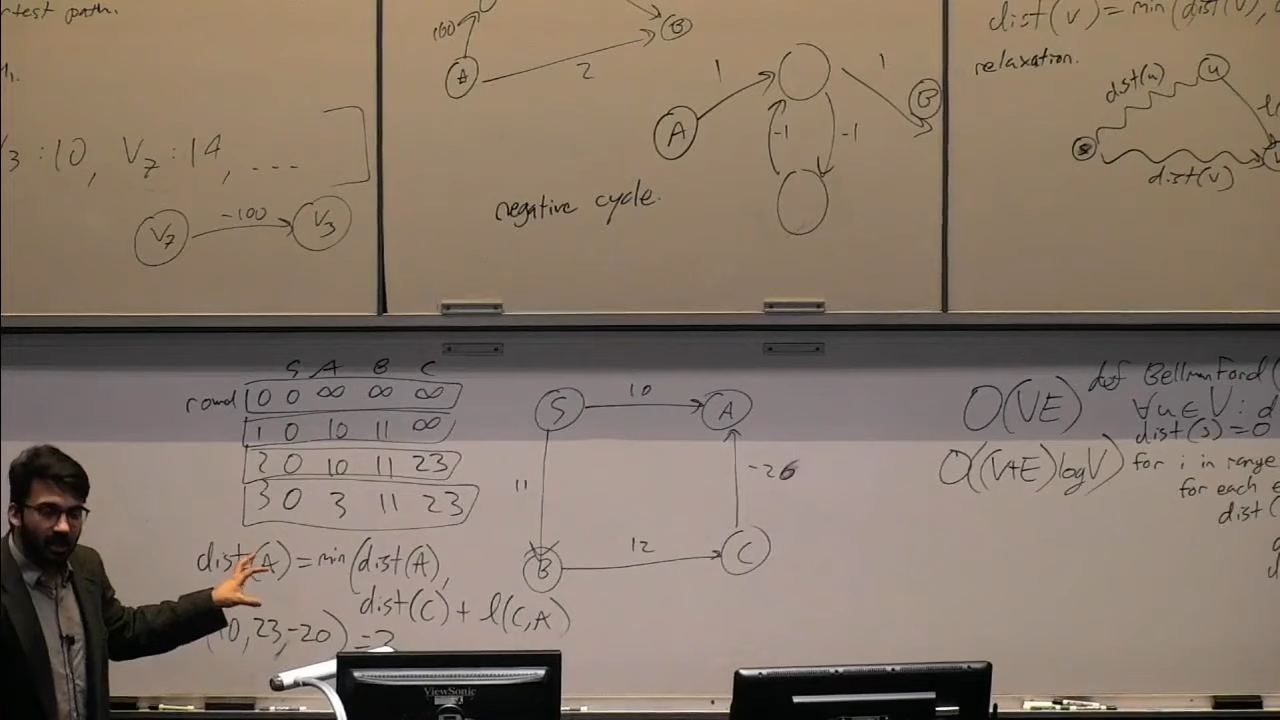 rtest path.
V3 : 10, V7 : 14, ... ]
V7 -100 V3
100
A 2 B
A 1 -1 -1 1 B
negative cycle.
dist(v) = min(dist(v),
relaxation.
dist(u) u
s
dist(v)
S A B C
round 0 0 ∞ ∞ ∞
1 0 10 11 ∞
2 0 10 11 23
3 0 3 11 23
dist(A) = min(dist(A),
dist(C) + l(C,A)
10, 23, -20) =
S 10 A
11 -26
B 12 C
O(VE)
O((V+E)logV)
def BellmanFord(
∀u∈V : d
dist(s) = 0
for i in range
for each e
dist(
ViewSonic